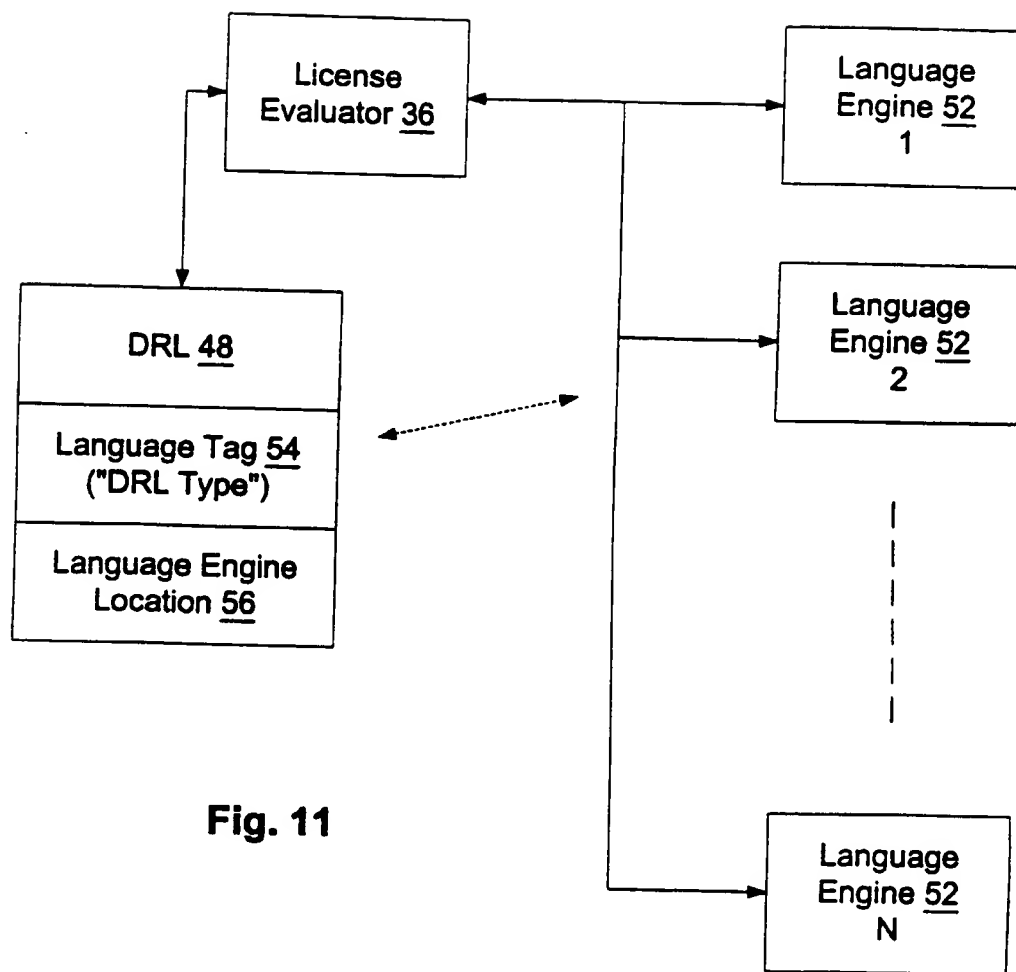 License
Evaluator 36
Language
Engine 52
1
DRL 48
Language Tag 54
("DRL Type")
Language Engine
Location 56
Language
Engine 52
2
Language
Engine 52
N
Fig. 11